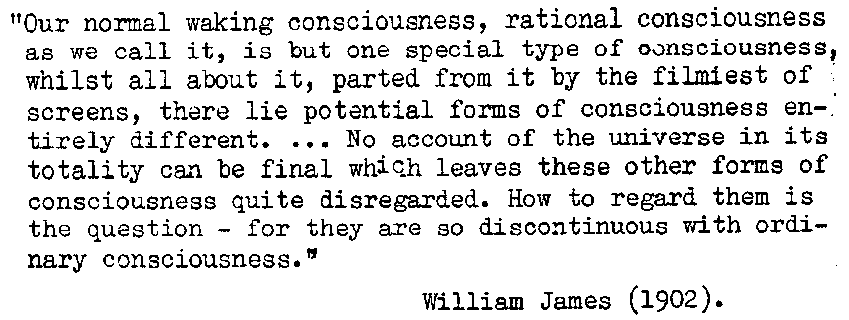 "Our normal waking consciousness, rational consciousness
as we call it, is but one special type of consciousness,
whilst all about it, parted from it by the filmiest of
screens, there lie potential forms of consciousness en-
tirely different. ... No account of the universe in its
totality can be final which leaves these other forms of
consciousness quite disregarded. How to regard them is
the question - for they are so discontinuous with ordi-
nary consciousness."
William James (1902).